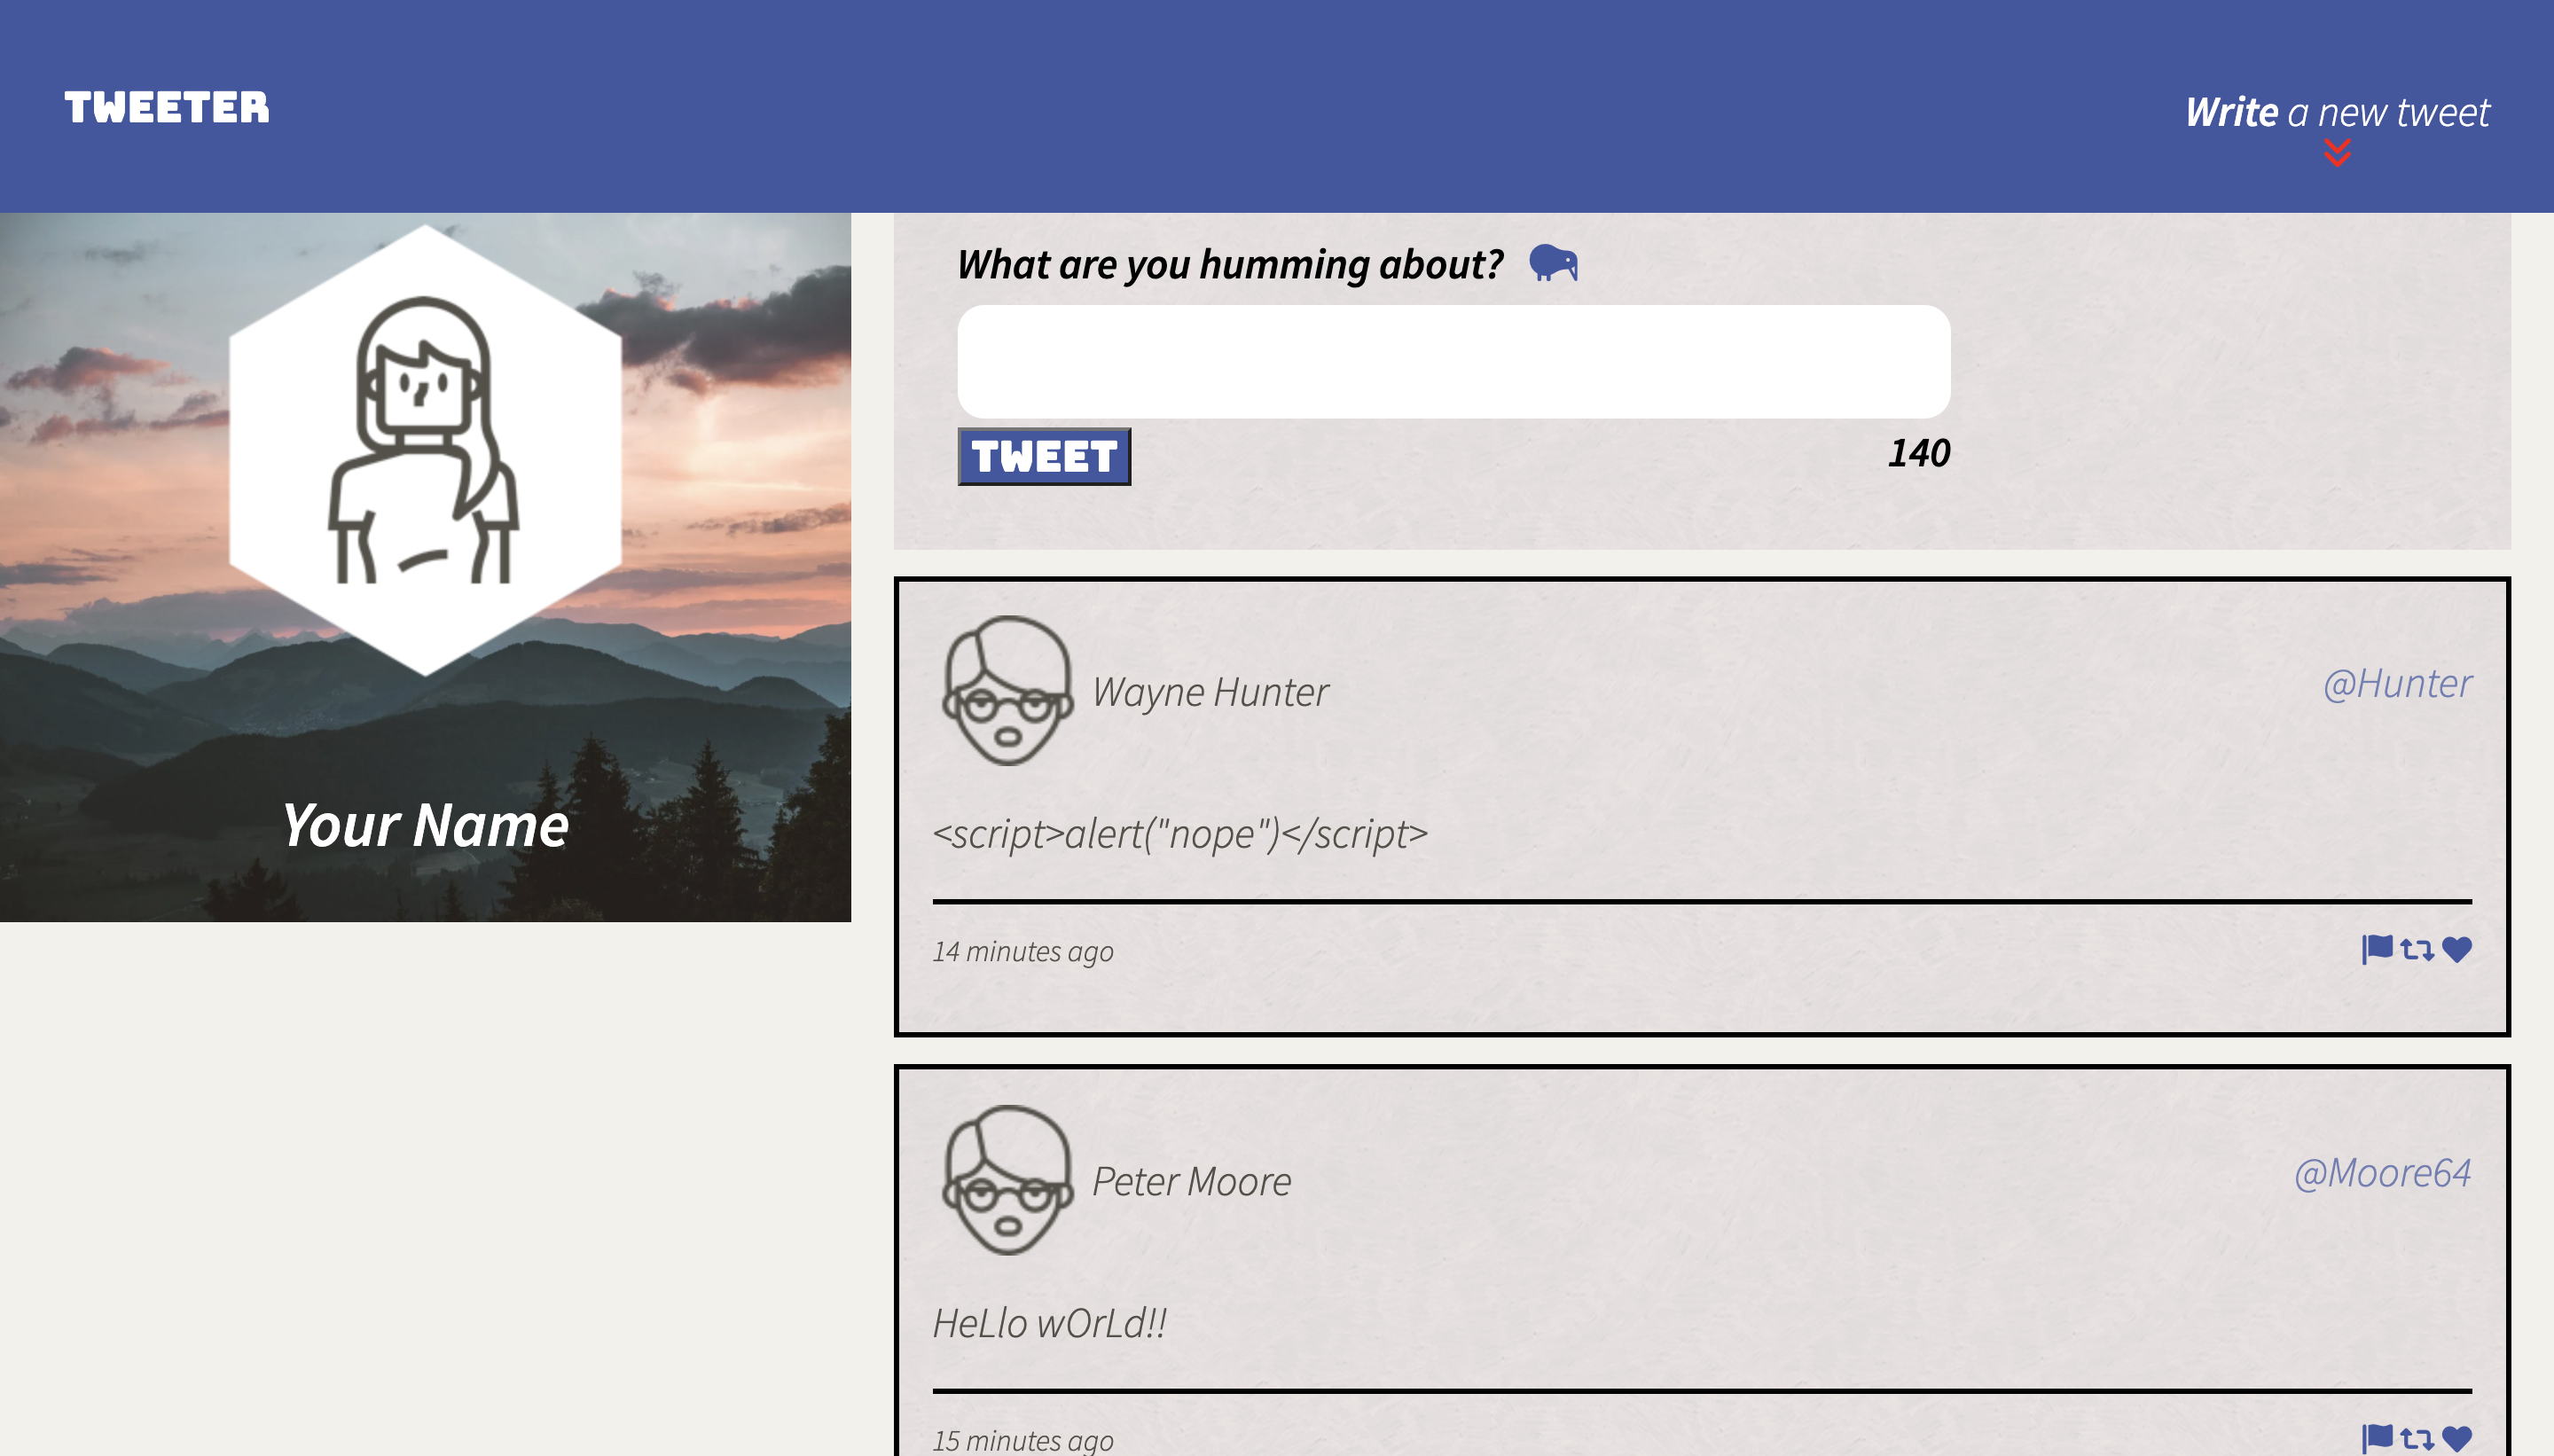 TWEETER
Write a new tweet
What are you humming about?
TWEET
140
Your Name
Wayne Hunter
@Hunter
<script>alert("nope")</script>
14 minutes ago
Peter Moore
@Moore64
HeLlo wOrLd!!
15 minutes ago